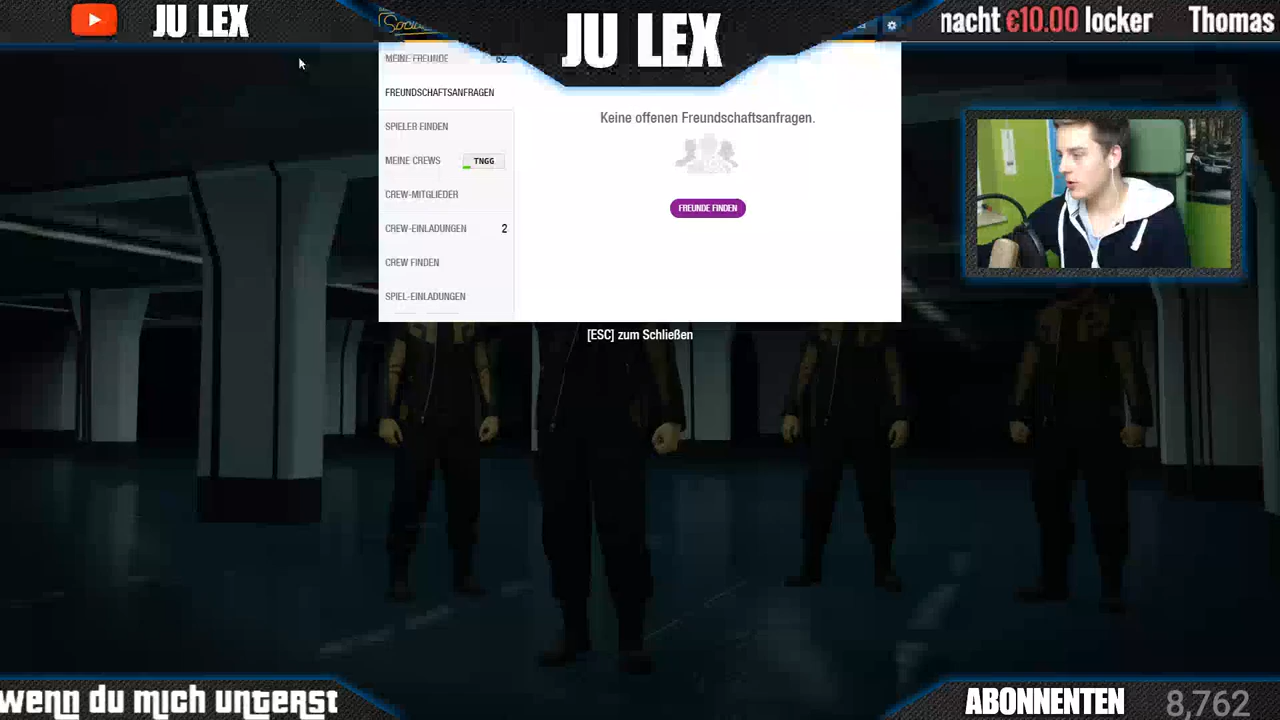 JU LEX
JU LEX
nacht €10.00 locker Thomas
Social
MEINE FREUNDE 62
FREUNDSCHAFTSANFRAGEN
SPIELER FINDEN
MEINE CREWS TNGG
CREW-MITGLIEDER
CREW-EINLADUNGEN 2
CREW FINDEN
SPIEL-EINLADUNGEN
Keine offenen Freundschaftsanfragen.
FREUNDE FINDEN
[ESC] zum Schließen
wenn du mich unterst
ABONNENTEN 8,762